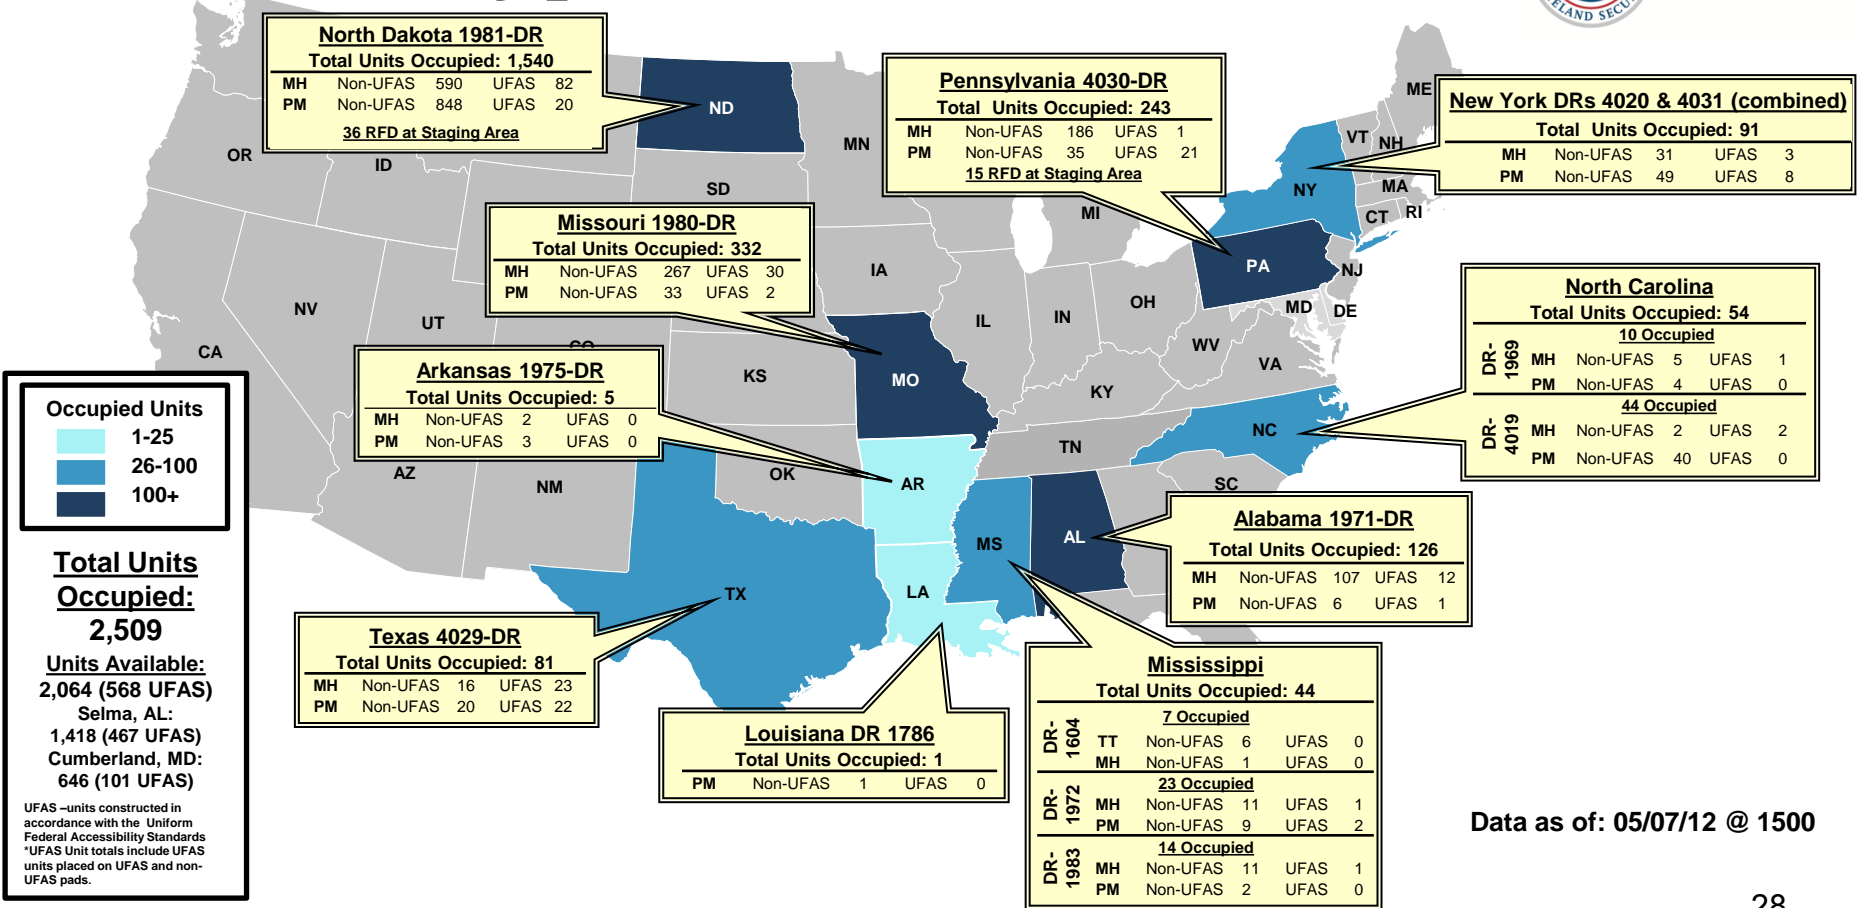 ELAND SECU
North Dakota 1981-DR
Total Units Occupied: 1,540
MH Non-UFAS 590 UFAS 82
PM Non-UFAS 848 UFAS 20
36 RFD at Staging Area
Pennsylvania 4030-DR
Total Units Occupied: 243
MH Non-UFAS 186 UFAS 1
PM Non-UFAS 35 UFAS 21
15 RFD at Staging Area
New York DRs 4020 & 4031 (combined)
Total Units Occupied: 91
MH Non-UFAS 31 UFAS 3
PM Non-UFAS 49 UFAS 8
Missouri 1980-DR
Total Units Occupied: 332
MH Non-UFAS 267 UFAS 30
PM Non-UFAS 33 UFAS 2
North Carolina
Total Units Occupied: 54
DR-1969
10 Occupied
MH Non-UFAS 5 UFAS 1
PM Non-UFAS 4 UFAS 0
DR-4019
44 Occupied
MH Non-UFAS 2 UFAS 2
PM Non-UFAS 40 UFAS 0
Arkansas 1975-DR
Total Units Occupied: 5
MH Non-UFAS 2 UFAS 0
PM Non-UFAS 3 UFAS 0
Alabama 1971-DR
Total Units Occupied: 126
MH Non-UFAS 107 UFAS 12
PM Non-UFAS 6 UFAS 1
Texas 4029-DR
Total Units Occupied: 81
MH Non-UFAS 16 UFAS 23
PM Non-UFAS 20 UFAS 22
Louisiana DR 1786
Total Units Occupied: 1
PM Non-UFAS 1 UFAS 0
Mississippi
Total Units Occupied: 44
DR-1604
7 Occupied
TT Non-UFAS 6 UFAS 0
MH Non-UFAS 1 UFAS 0
DR-1972
23 Occupied
MH Non-UFAS 11 UFAS 1
PM Non-UFAS 9 UFAS 2
DR-1983
14 Occupied
MH Non-UFAS 11 UFAS 1
PM Non-UFAS 2 UFAS 0
OR
ID
ND
MN
SD
MI
ME
VT
NH
NY
MA
CT
RI
IA
PA
NJ
NV
UT
CA
IL
IN
OH
MD
DE
WV
VA
KS
MO
KY
NC
TN
AZ
NM
OK
AR
SC
MS
AL
TX
LA
Occupied Units
1-25
26-100
100+
Total Units
Occupied:
2,509
Units Available:
2,064 (568 UFAS)
Selma, AL:
1,418 (467 UFAS)
Cumberland, MD:
646 (101 UFAS)
UFAS –units constructed in
accordance with the Uniform
Federal Accessibility Standards
*UFAS Unit totals include UFAS
units placed on UFAS and non-
UFAS pads.
Data as of: 05/07/12 @ 1500
28